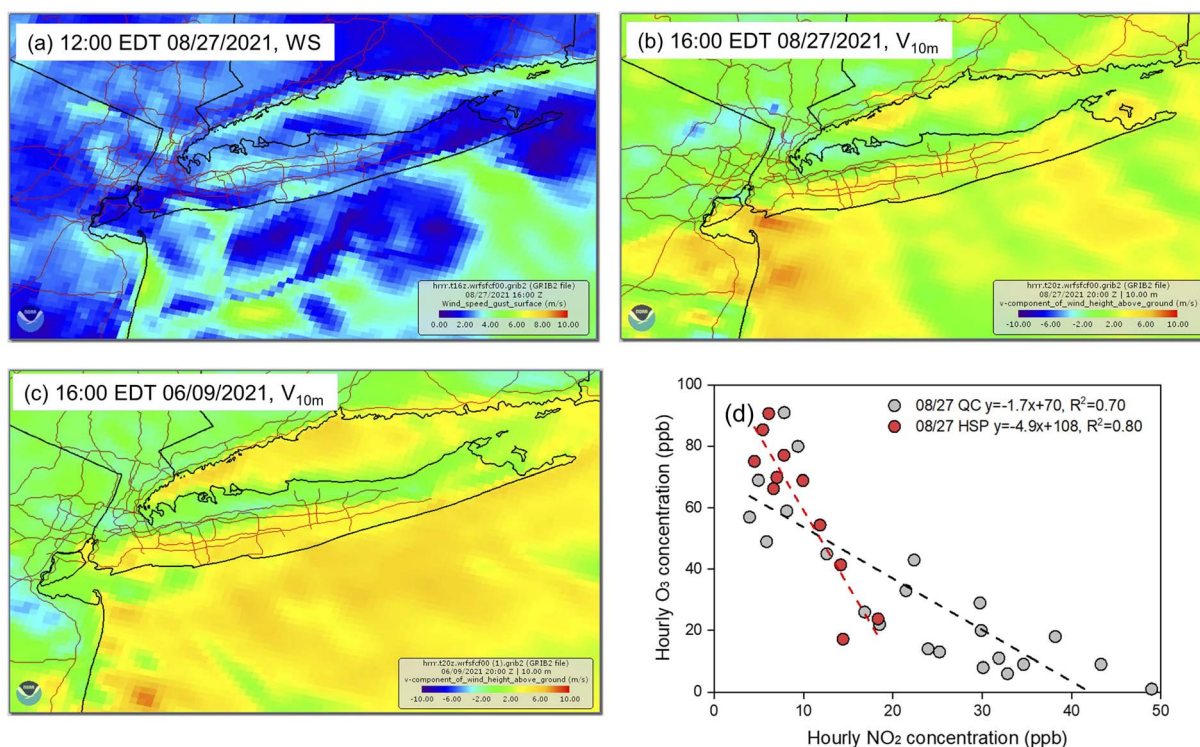 (a) 12:00 EDT 08/27/2021, WS
hrrr.t16z.wrfsfcf00.grib2 (GRIB2 file)
08/27/2021 16:00 Z
Wind_speed_gust_surface (m/s)
0.00 2.00 4.00 6.00 8.00 10.00
(b) 16:00 EDT 08/27/2021, V10m
hrrr.t20z.wrfsfcf00.grib2 (GRIB2 file)
08/27/2021 20:00 Z | 10.00 m
v-component_of_wind_height_above_ground (m/s)
-10.00 -6.00 -2.00 2.00 6.00 10.00
(c) 16:00 EDT 06/09/2021, V10m
hrrr.t20z.wrfsfcf00 (1).grib2 (GRIB2 file)
06/09/2021 20:00 Z | 10.00 m
v-component_of_wind_height_above_ground (m/s)
-10.00 -6.00 -2.00 2.00 6.00 10.00
(d)
08/27 QC y=-1.7x+70, R²=0.70
08/27 HSP y=-4.9x+108, R²=0.80
Hourly O3 concentration (ppb)
100
80
60
40
20
0
0 10 20 30 40 50
Hourly NO2 concentration (ppb)